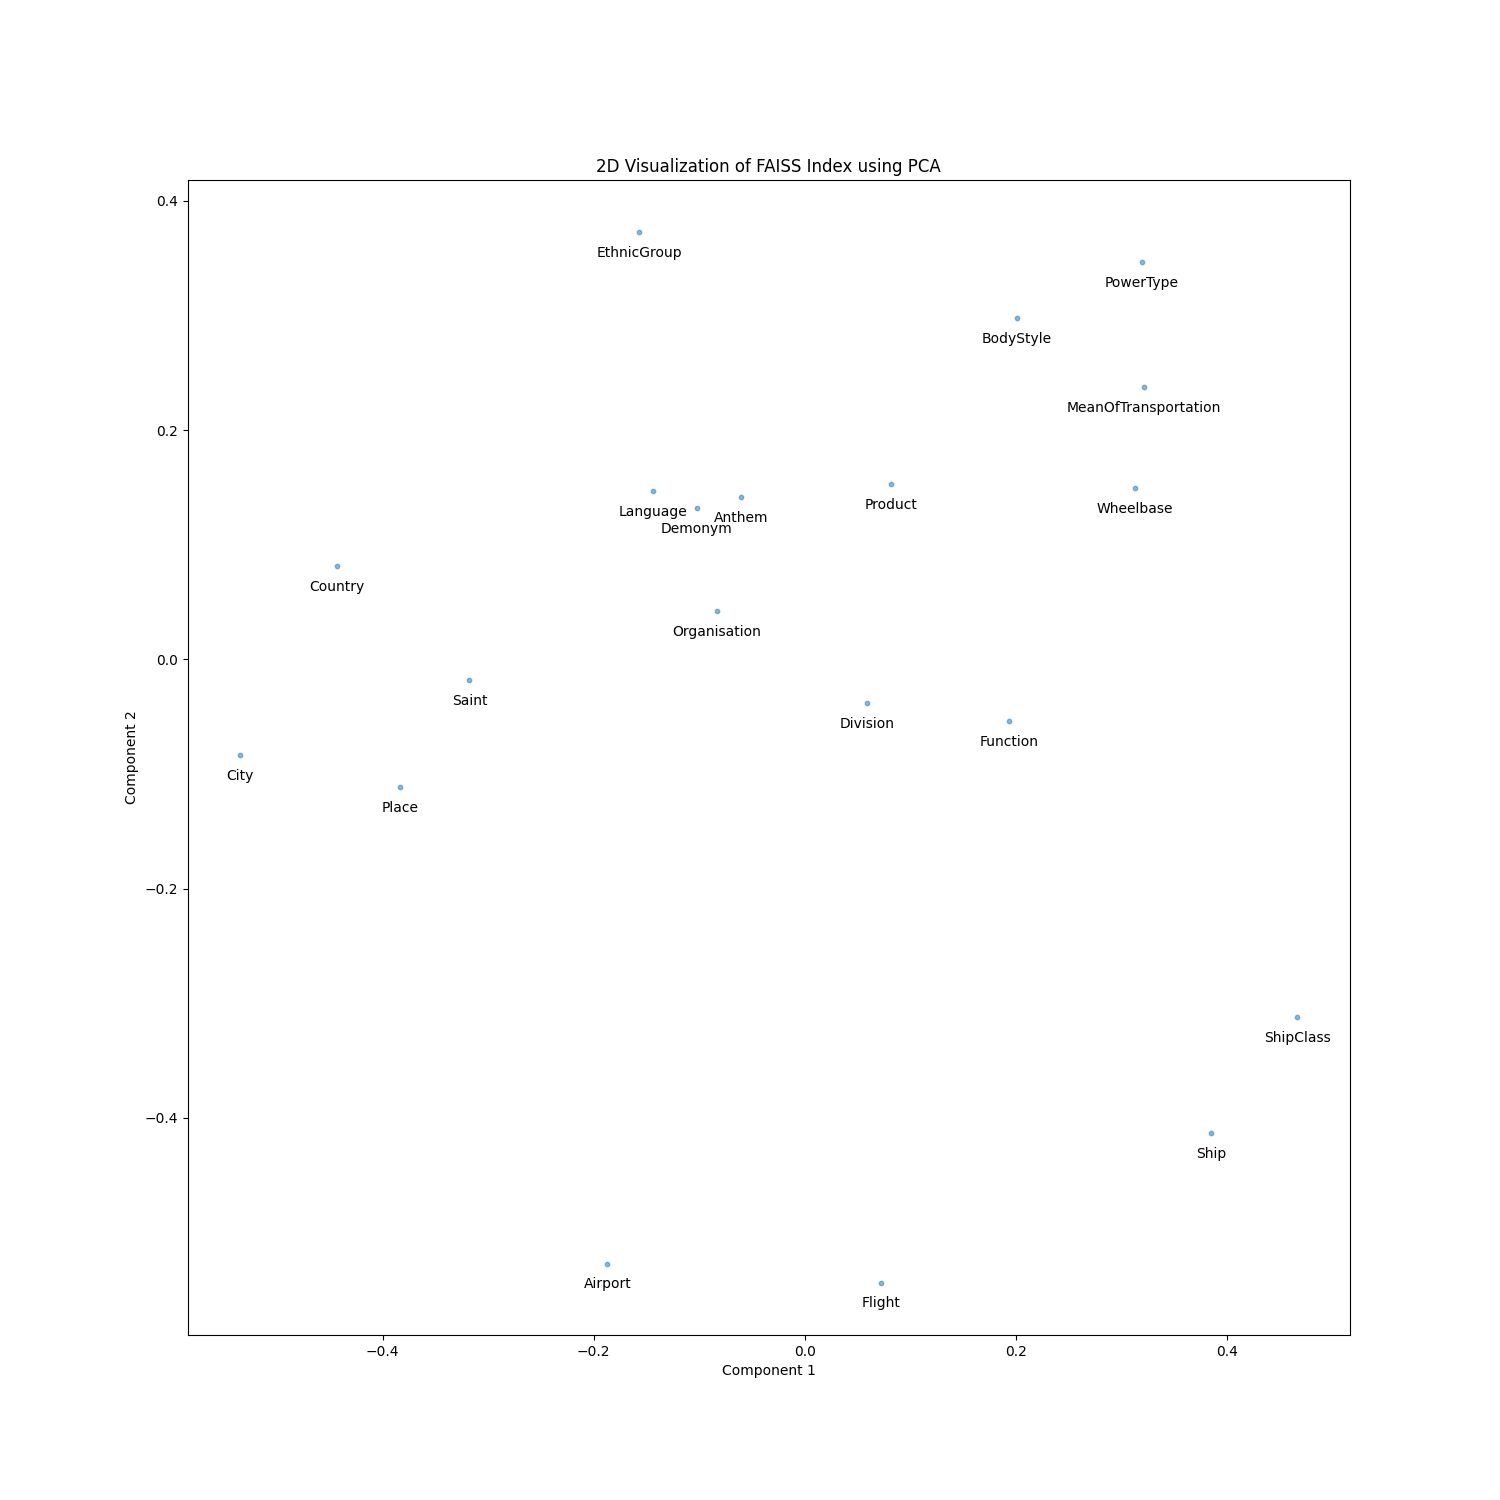 2D Visualization of FAISS Index using PCA
0.4
EthnicGroup
PowerType
BodyStyle
MeanOfTransportation
0.2
Language
Demonym
Anthem
Product
Wheelbase
Country
Organisation
0.0
Saint
Division
Function
City
Place
Component 2
−0.2
ShipClass
−0.4
Ship
Airport
Flight
−0.4
−0.2
0.0
0.2
0.4
Component 1